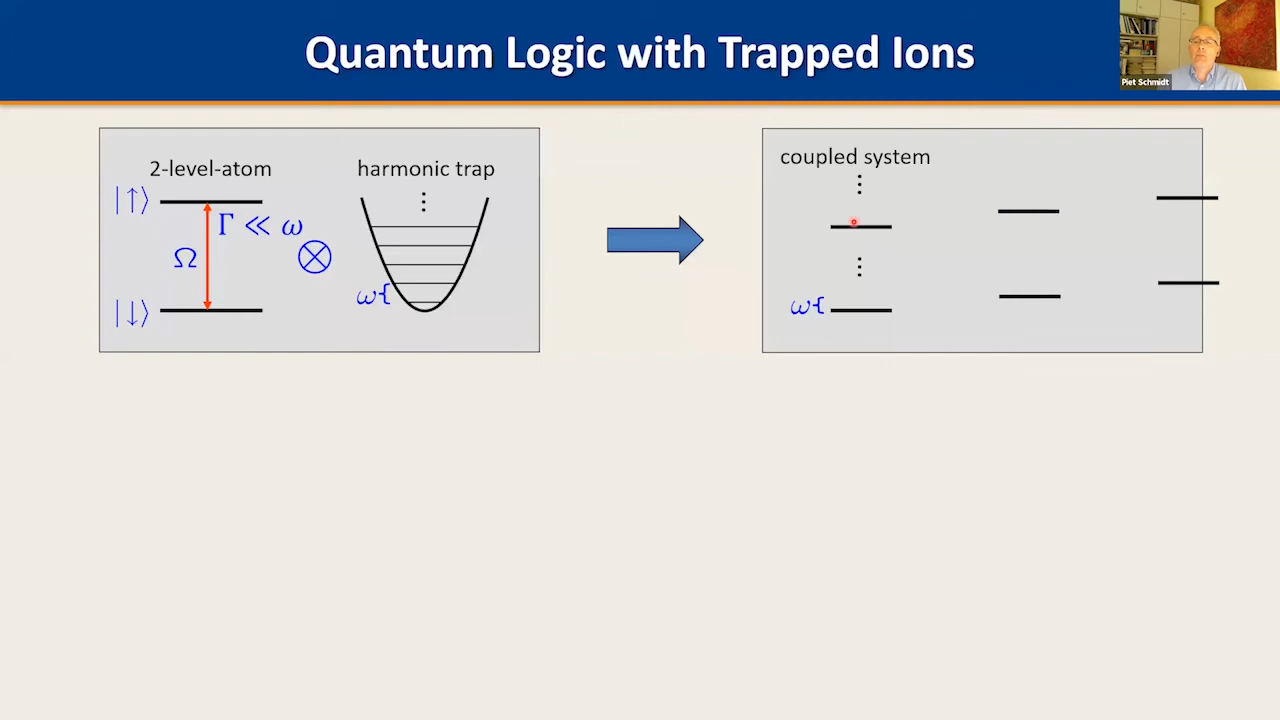 Quantum Logic with Trapped Ions
Piet Schmidt
2-level-atom
harmonic trap
|↑⟩
Γ ≪ ω
Ω
⊗
ω{
|↓⟩
coupled system
ω{